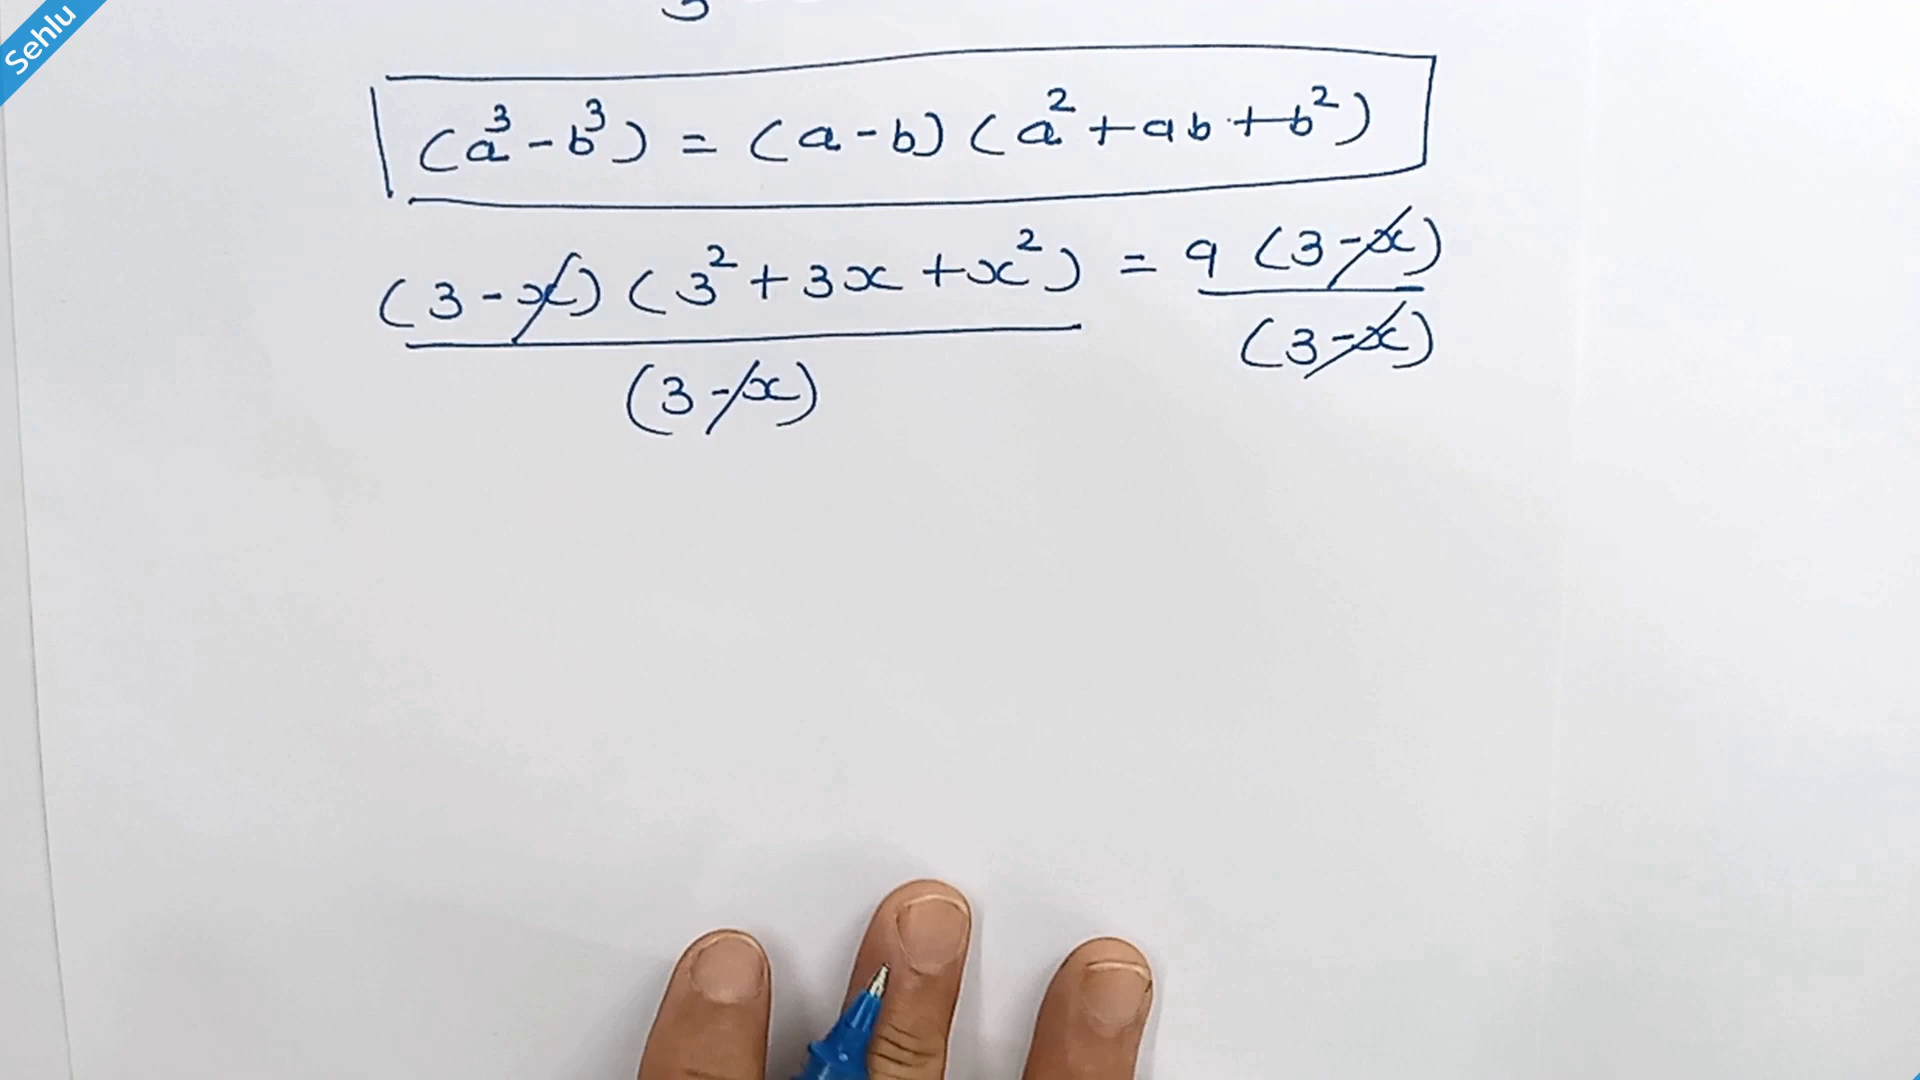 Sehlu
(a³ - b³) = (a - b) (a² + ab + b²)
(3 - x) (3² + 3x + x²) = 9 (3 - x)
(3 - x) (3 - x)